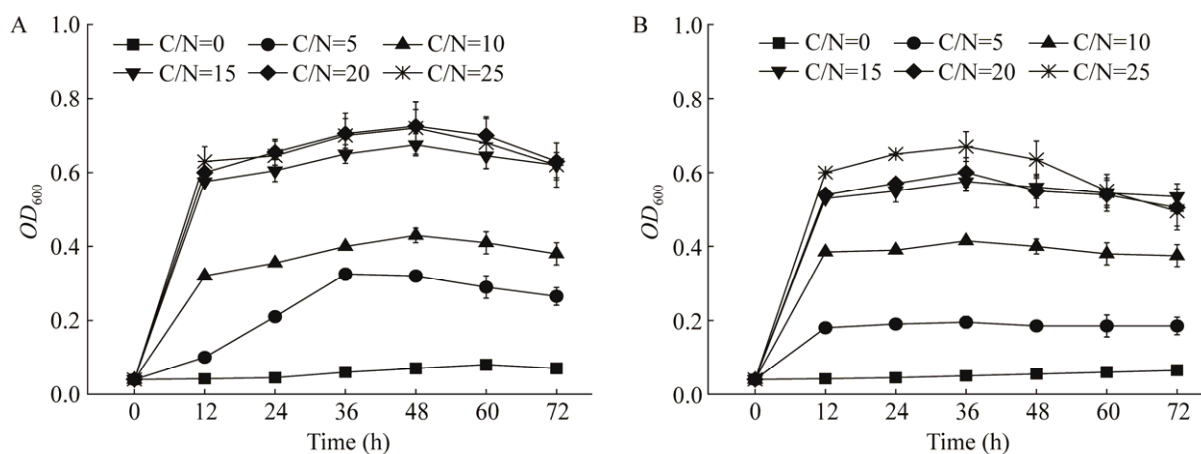 A
1.0
C/N=0 C/N=5 C/N=10
C/N=15 C/N=20 C/N=25
0.8
0.6
OD600
0.4
0.2
0.0
0 12 24 36 48 60 72
Time (h)
B
1.0
C/N=0 C/N=5 C/N=10
C/N=15 C/N=20 C/N=25
0.8
0.6
OD600
0.4
0.2
0.0
0 12 24 36 48 60 72
Time (h)